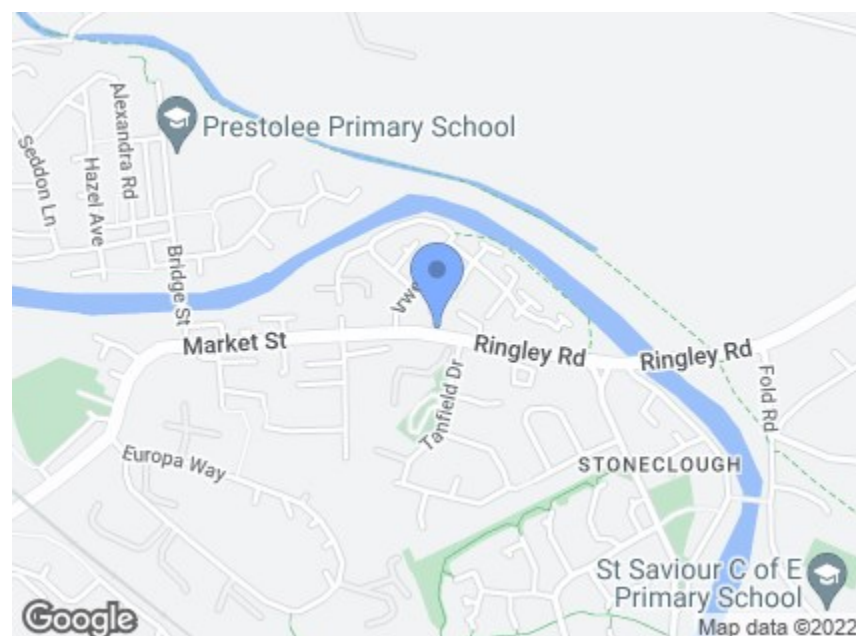 Alexandra Rd
Prestolee Primary School
Seddon Ln
Hazel Ave
Bridge St
Market St
Ringley Rd
Ringley Rd
Fold Rd
Tanfield Dr
Europa Way
STONECLOUGH
St Saviour C of E
Primary School
Google
Map data ©2022